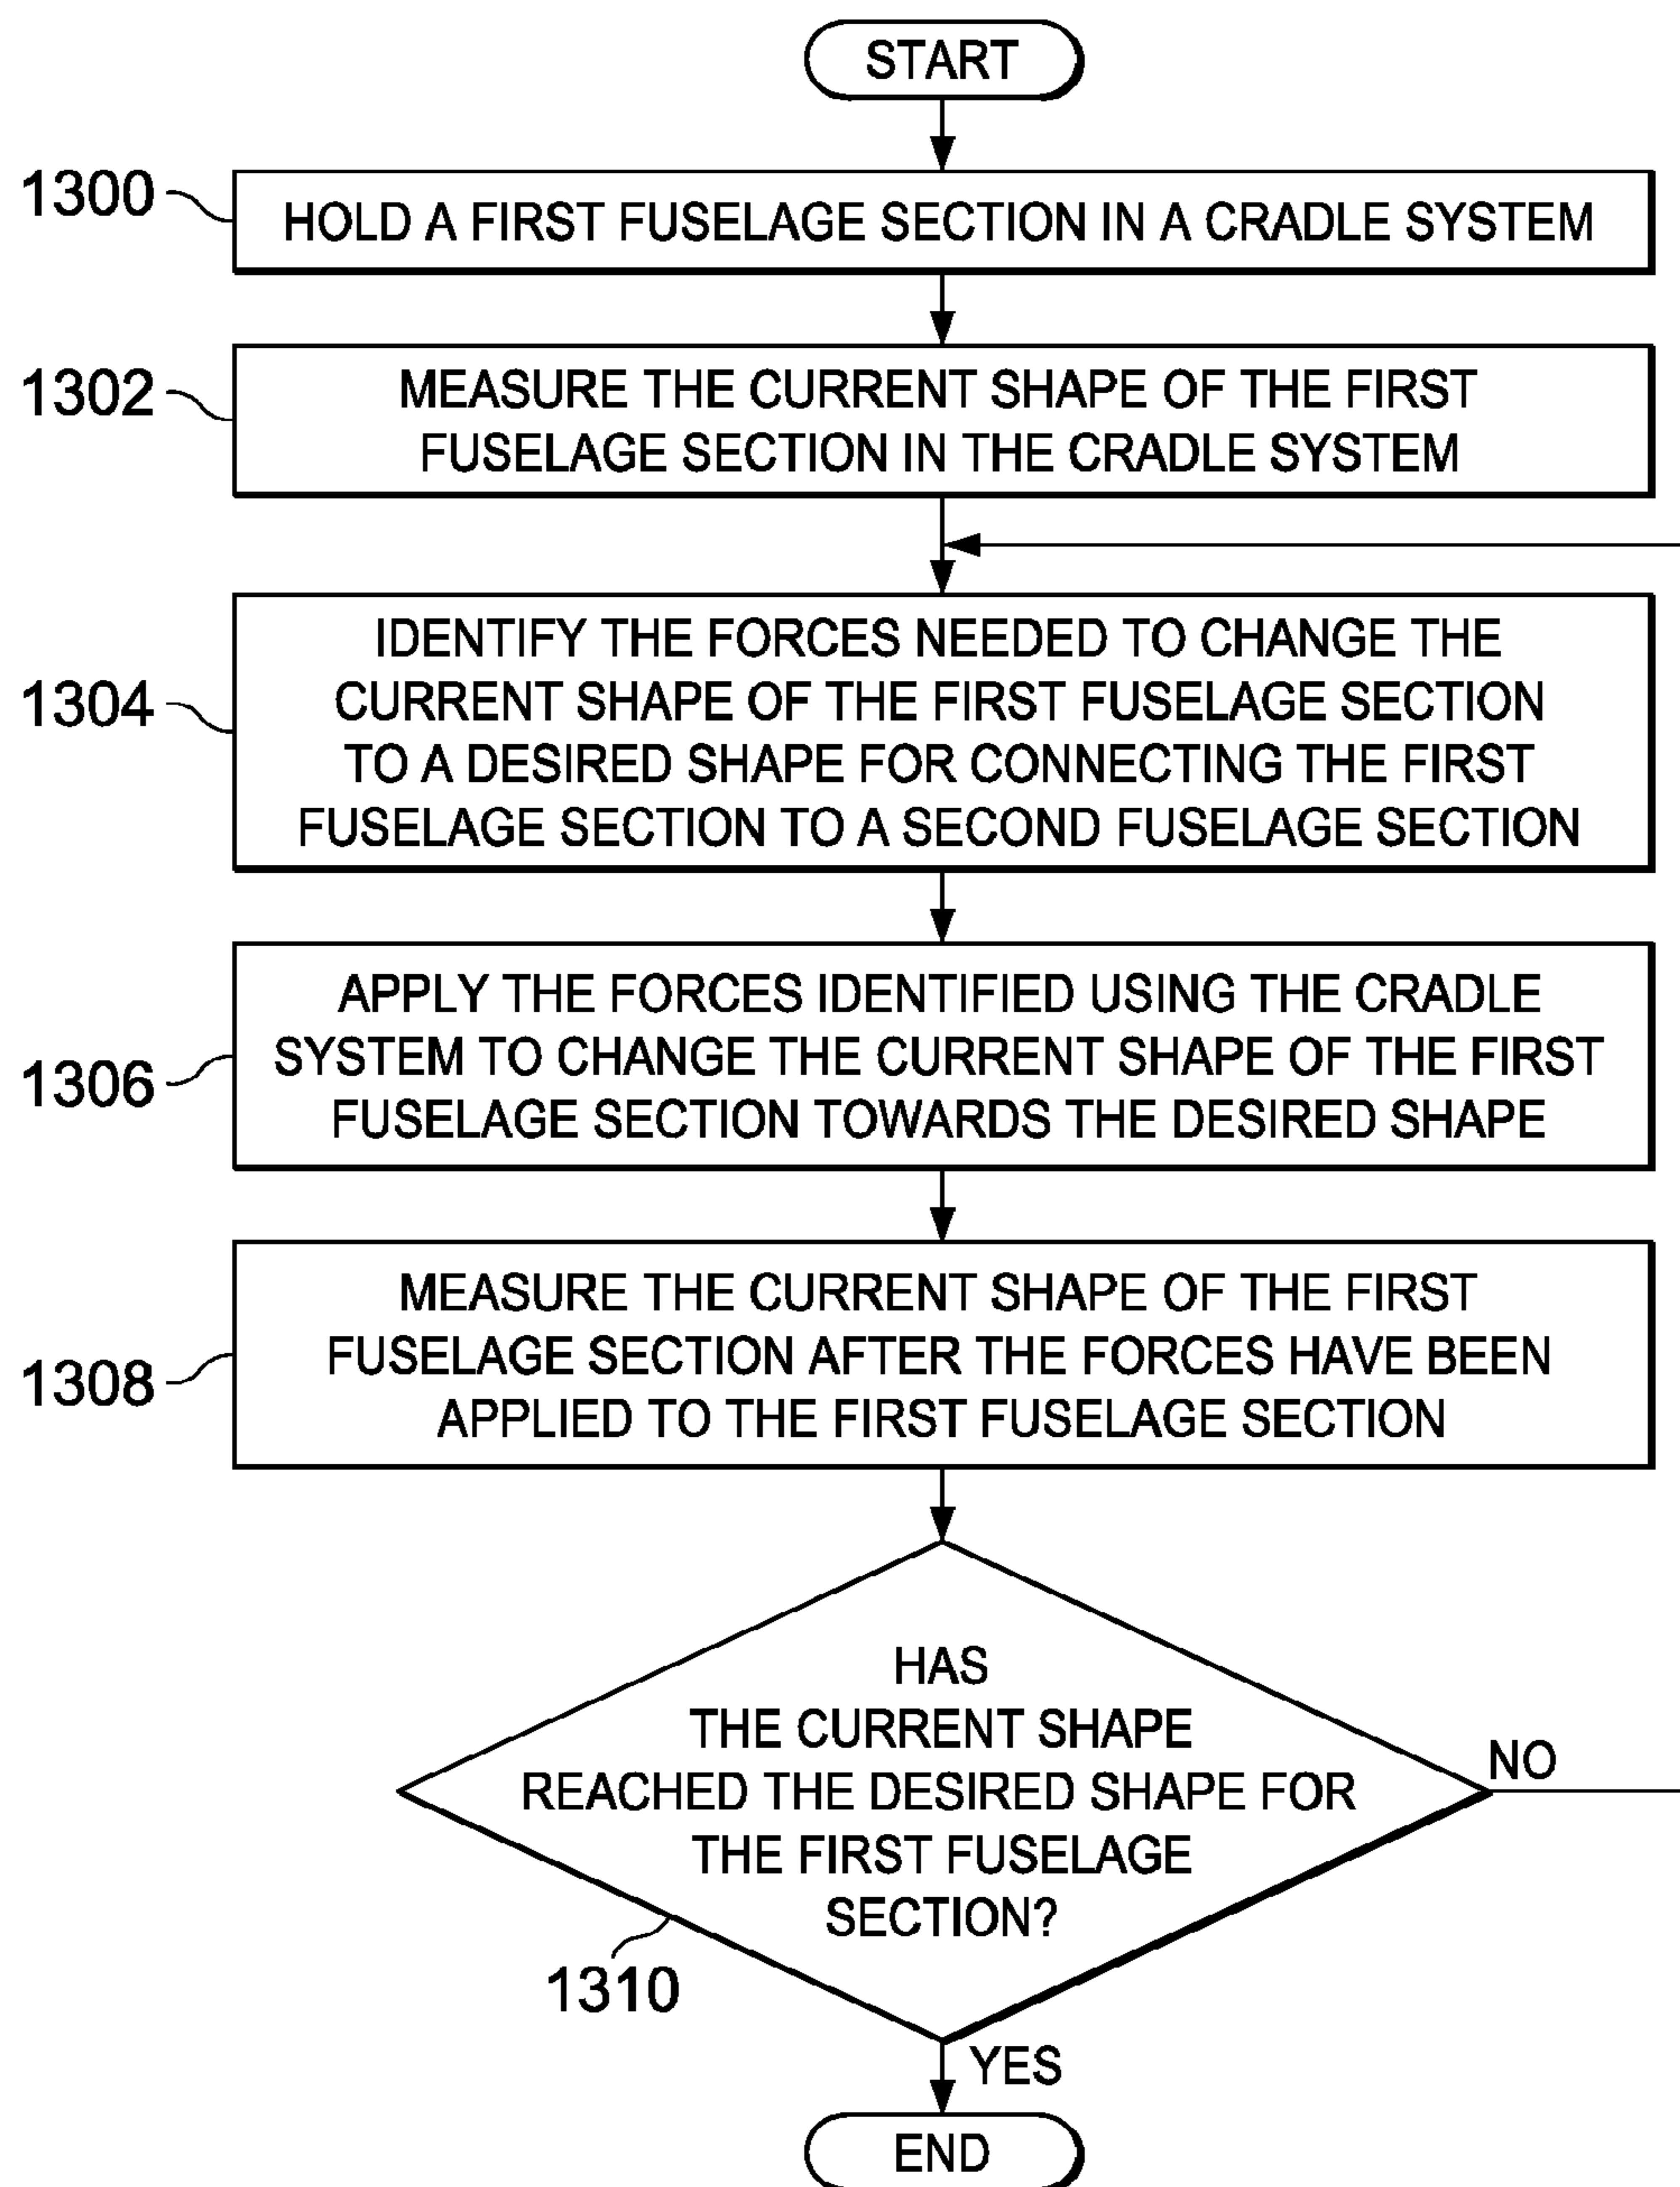 START
1300
HOLD A FIRST FUSELAGE SECTION IN A CRADLE SYSTEM
1302
MEASURE THE CURRENT SHAPE OF THE FIRST
FUSELAGE SECTION IN THE CRADLE SYSTEM
1304
IDENTIFY THE FORCES NEEDED TO CHANGE THE
CURRENT SHAPE OF THE FIRST FUSELAGE SECTION
TO A DESIRED SHAPE FOR CONNECTING THE FIRST
FUSELAGE SECTION TO A SECOND FUSELAGE SECTION
1306
APPLY THE FORCES IDENTIFIED USING THE CRADLE
SYSTEM TO CHANGE THE CURRENT SHAPE OF THE FIRST
FUSELAGE SECTION TOWARDS THE DESIRED SHAPE
1308
MEASURE THE CURRENT SHAPE OF THE FIRST
FUSELAGE SECTION AFTER THE FORCES HAVE BEEN
APPLIED TO THE FIRST FUSELAGE SECTION
HAS
THE CURRENT SHAPE
REACHED THE DESIRED SHAPE FOR
THE FIRST FUSELAGE
SECTION?
NO
1310
YES
END